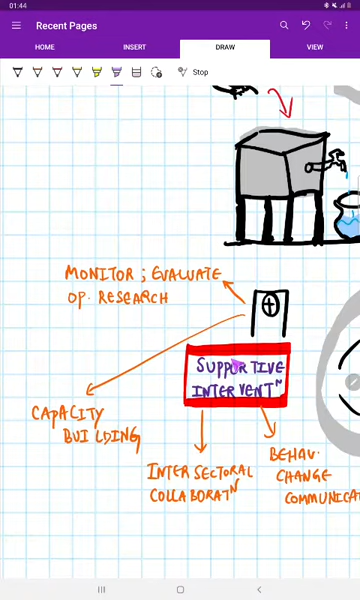 01:44
Recent Pages
HOME INSERT DRAW VIEW
Stop
MONITOR ; EVALUATE
OP. RESEARCH
SUPPORTIVE
INTERVENTᴺ
CAPACITY
BUILDING
INTERSECTORAL
COLLABORATᴺ
BEHAV.
CHANGE
COMMUNICAT